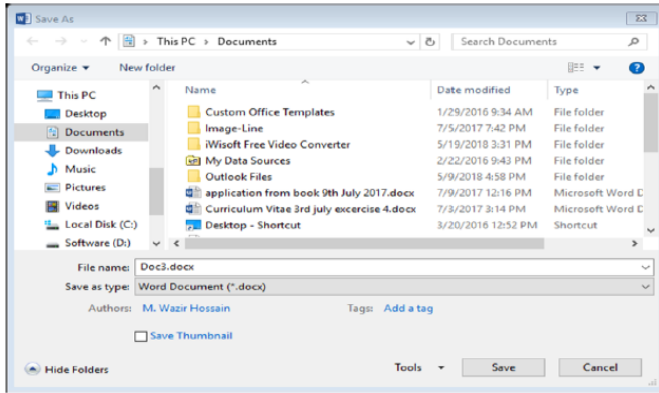 Save As
This PC > Documents
Search Documents
Organize
New folder
Name Date modified Type
This PC
Desktop
Documents
Downloads
Music
Pictures
Videos
Local Disk (C:)
Software (D:)
Custom Office Templates 1/29/2016 9:34 AM File folder
Image-Line 7/5/2017 7:42 PM File folder
iWisoft Free Video Converter 5/19/2018 3:31 PM File folder
My Data Sources 2/22/2016 9:43 PM File folder
Outlook Files 5/9/2018 4:58 PM File folder
application from book 9th July 2017.docx 7/9/2017 12:16 PM Microsoft Word D
Curriculum Vitae 3rd july excercise 4.docx 7/3/2017 3:14 PM Microsoft Word D
Desktop - Shortcut 3/20/2016 12:52 PM Shortcut
File name: Doc3.docx
Save as type: Word Document (*.docx)
Authors: M. Wazir Hossain Tags: Add a tag
Save Thumbnail
Hide Folders Tools Save Cancel